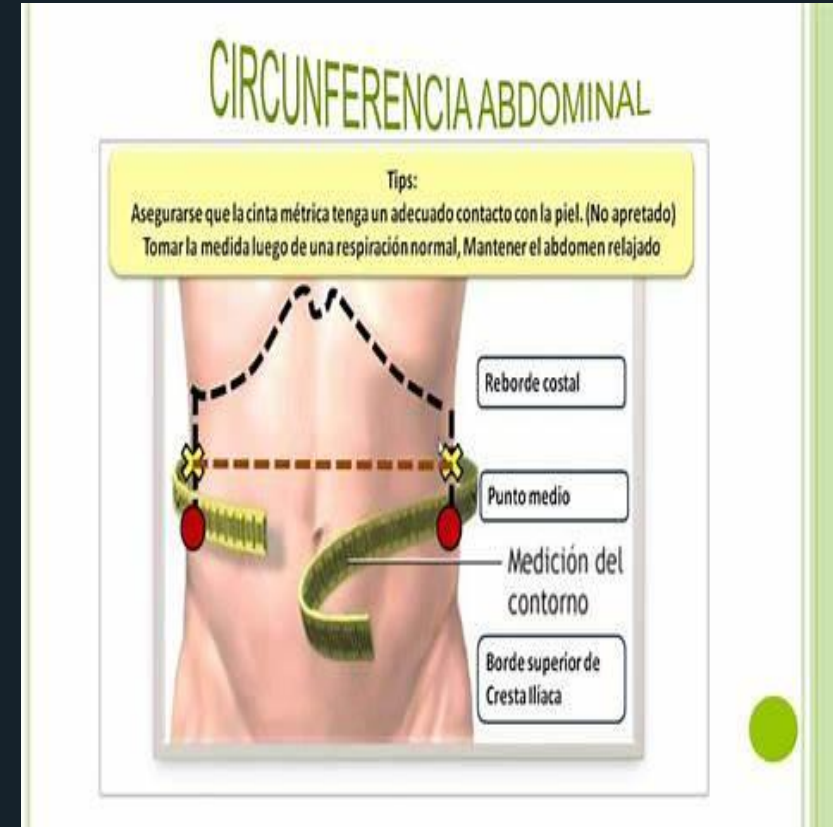 CIRCUNFERENCIA ABDOMINAL
Tips:
Asegurarse que la cinta métrica tenga un adecuado contacto con la piel. (No apretado)
Tomar la medida luego de una respiración normal, Mantener el abdomen relajado
Reborde costal
Punto medio
Medición del
contorno
Borde superior de
Cresta Ilíaca